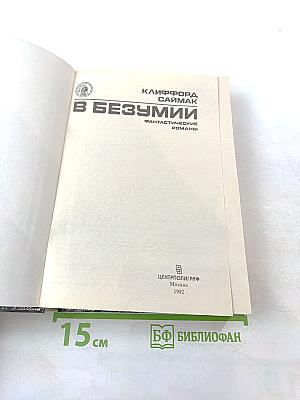 КЛИФФОРД
САЙМАК
В БЕЗУМИИ
ФАНТАСТИЧЕСКИЕ
РОМАНЫ
ЦЕНТРПОЛИГРАФ
Москва
1992
15 см
БФ БИБЛИОФАН